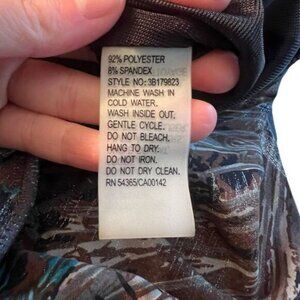 92% POLYESTER
8% SPANDEX
STYLE NO:3B179823
MACHINE WASH IN
COLD WATER.
WASH INSIDE OUT.
GENTLE CYCLE.
DO NOT BLEACH.
HANG TO DRY.
DO NOT IRON.
DO NOT DRY CLEAN.
RN 54365/CA00142